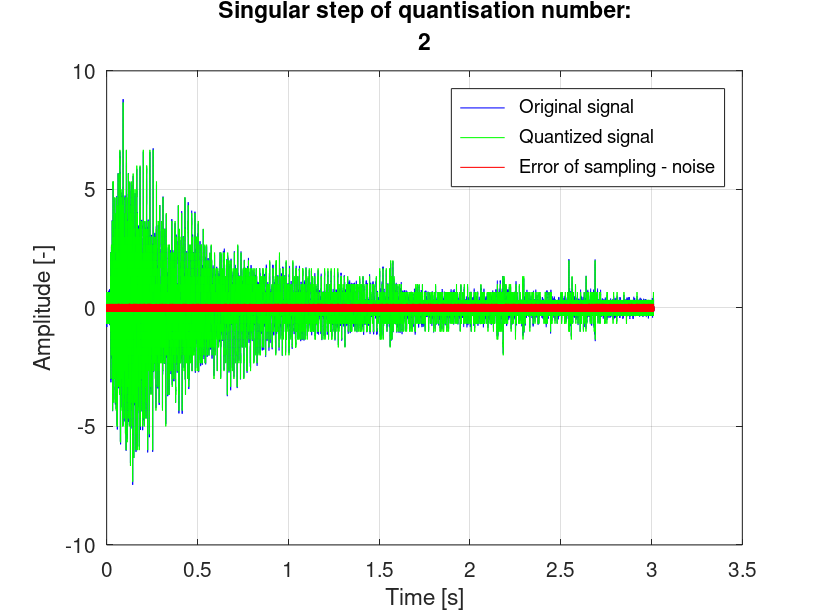 Singular step of quantisation number:
2
10
5
0
-5
-10
Amplitude [-]
Original signal
Quantized signal
Error of sampling - noise
0 0.5 1 1.5 2 2.5 3 3.5
Time [s]